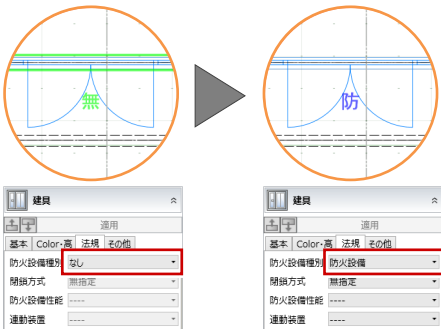 無
防
建具
適用
基本 Color・高 法規 その他
防火設備種別 なし
閉鎖方式 無指定
防火設備性能 ----
連動装置 ----
建具
適用
基本 Color・高 法規 その他
防火設備種別 防火設備
閉鎖方式 無指定
防火設備性能 ----
連動装置 ----